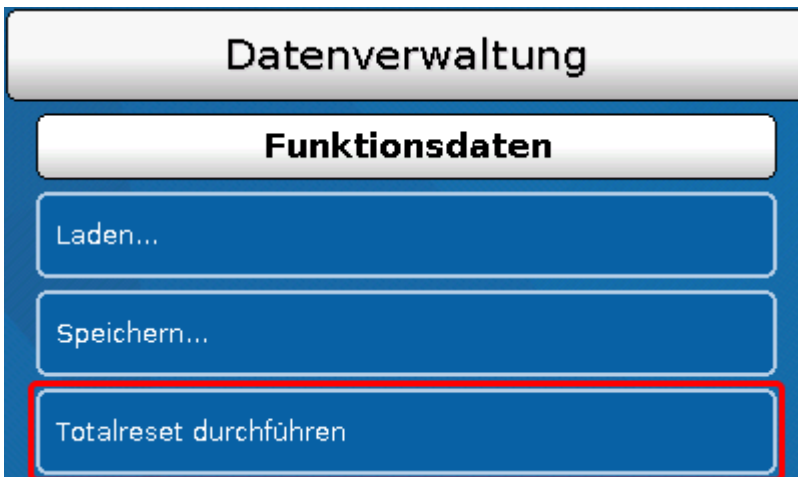 Datenverwaltung
Funktionsdaten
Laden...
Speichern...
Totalreset durchführen